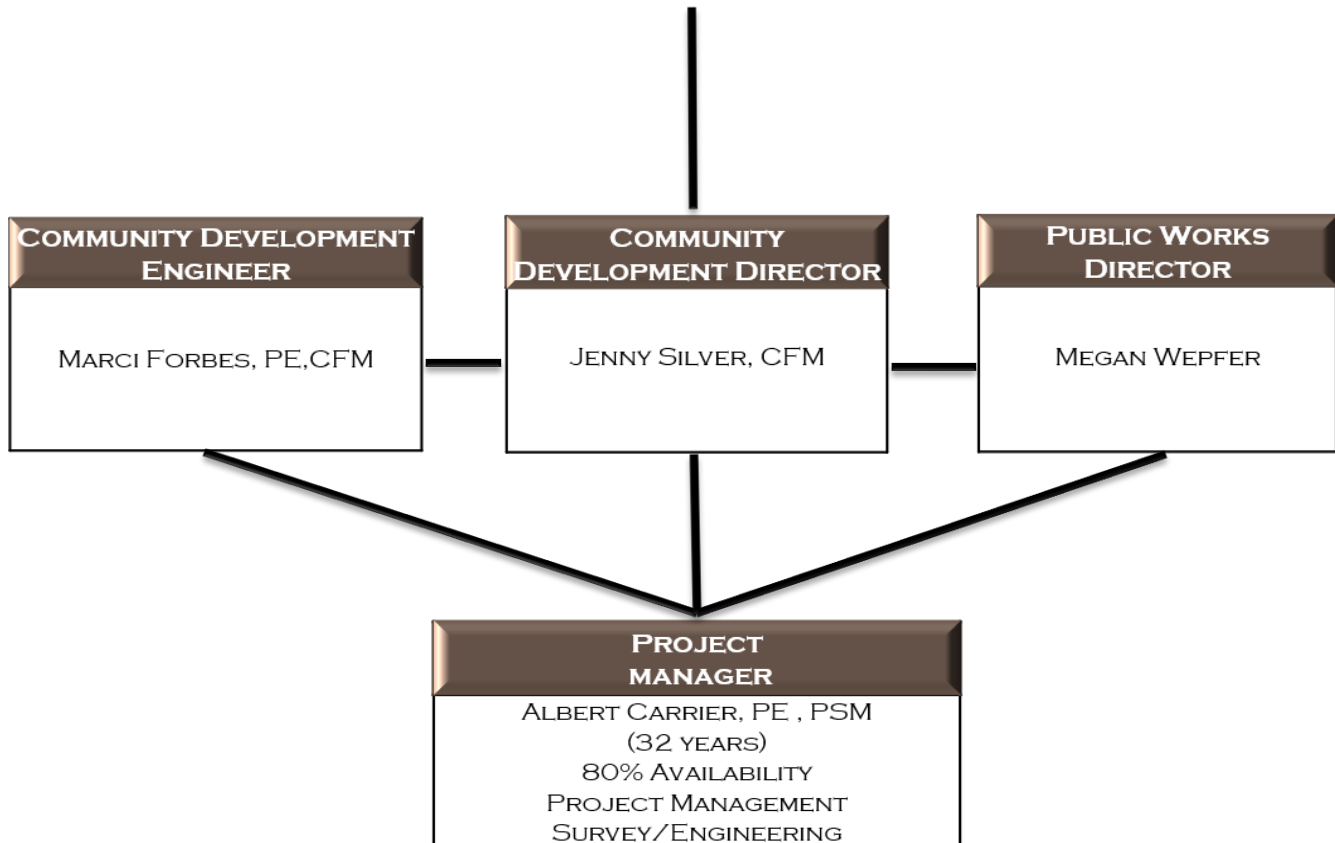 Community Development
Engineer
Marci Forbes, PE,CFM
Community
Development Director
Jenny Silver, CFM
Public Works
Director
Megan Wepfer
Project
manager
Albert Carrier, PE , PSM
(32 years)
80% Availability
Project Management
Survey/Engineering